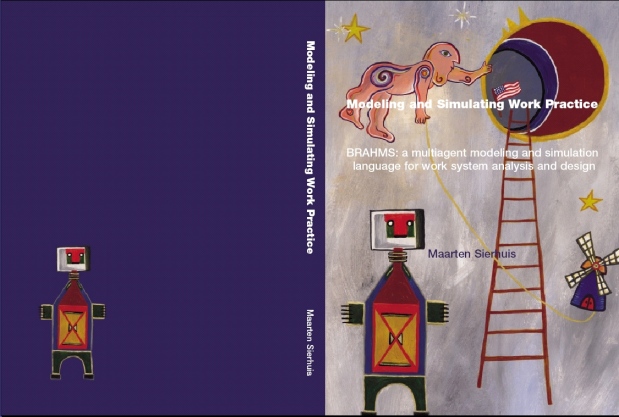 Modeling and Simulating Work Practice
Maarten Sierhuis
Modeling and Simulating Work Practice
BRAHMS: a multiagent modeling and simulation
language for work system analysis and design
Maarten Sierhuis